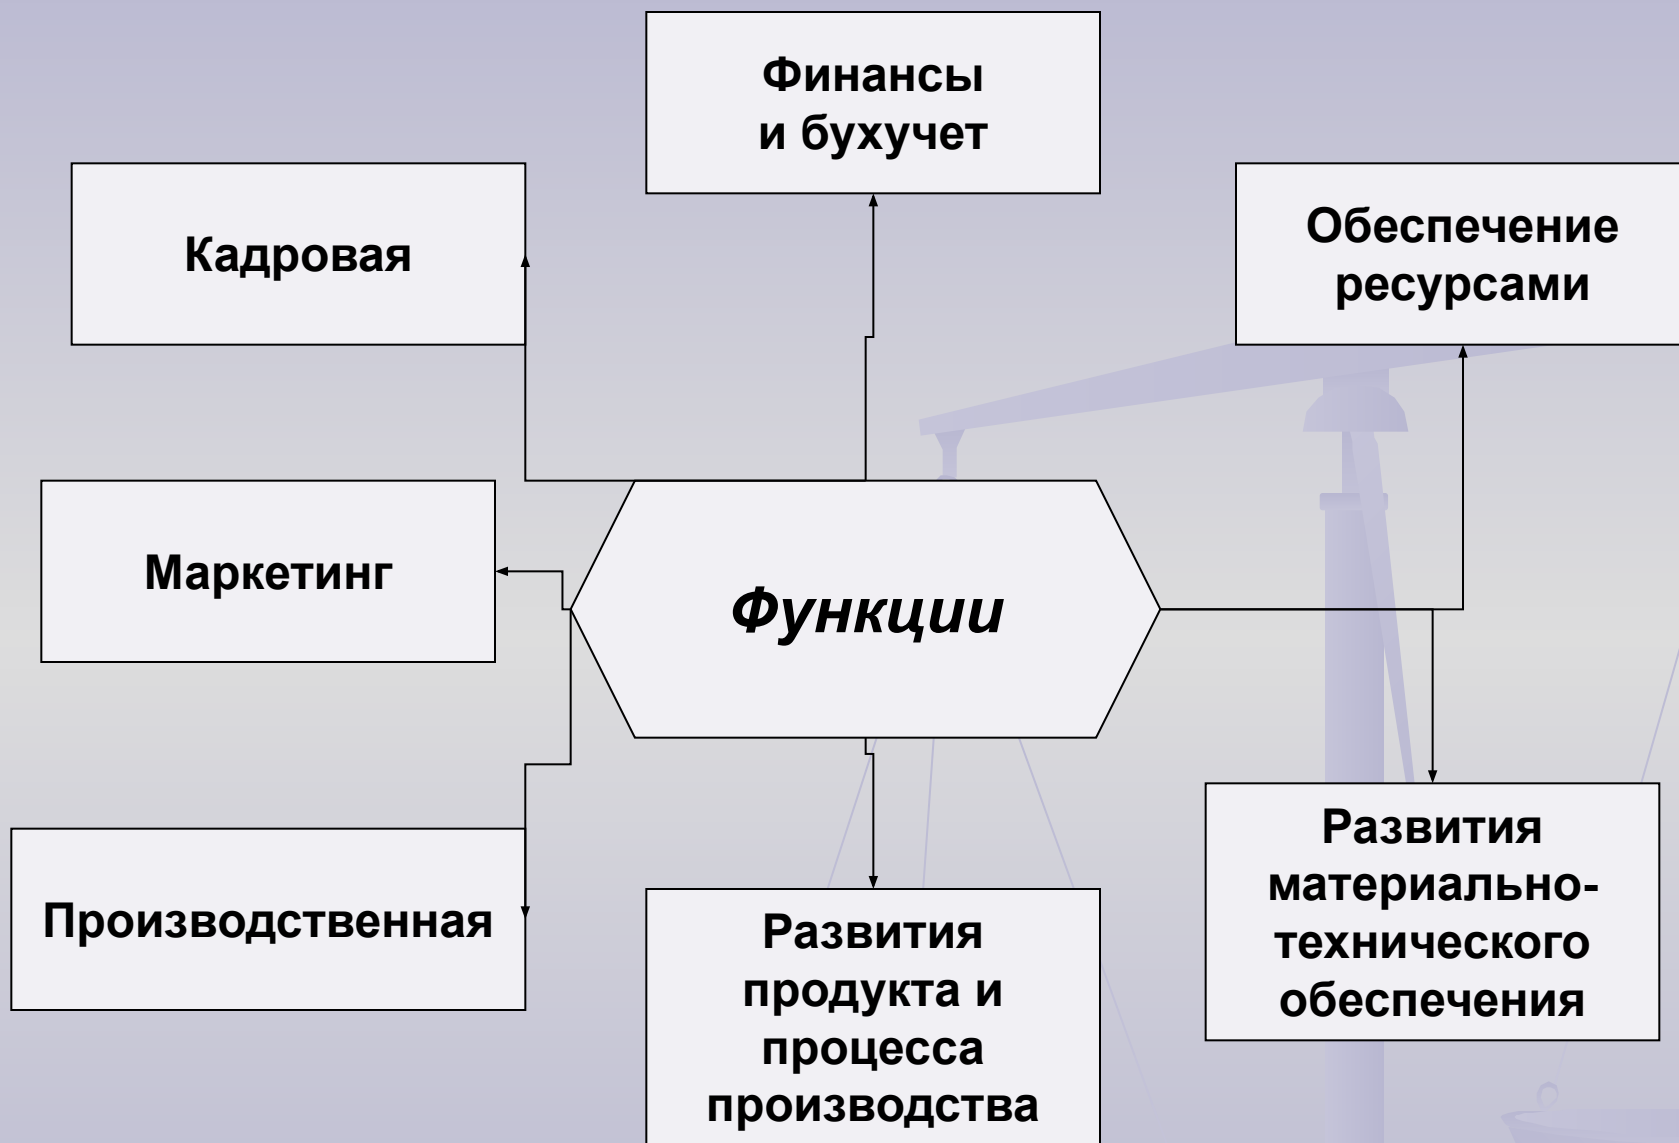 Финансы
и бухучет
Кадровая
Обеспечение
ресурсами
Маркетинг
Функции
Производственная
Развития
продукта и
процесса
производства
Развития
материально-
технического
обеспечения